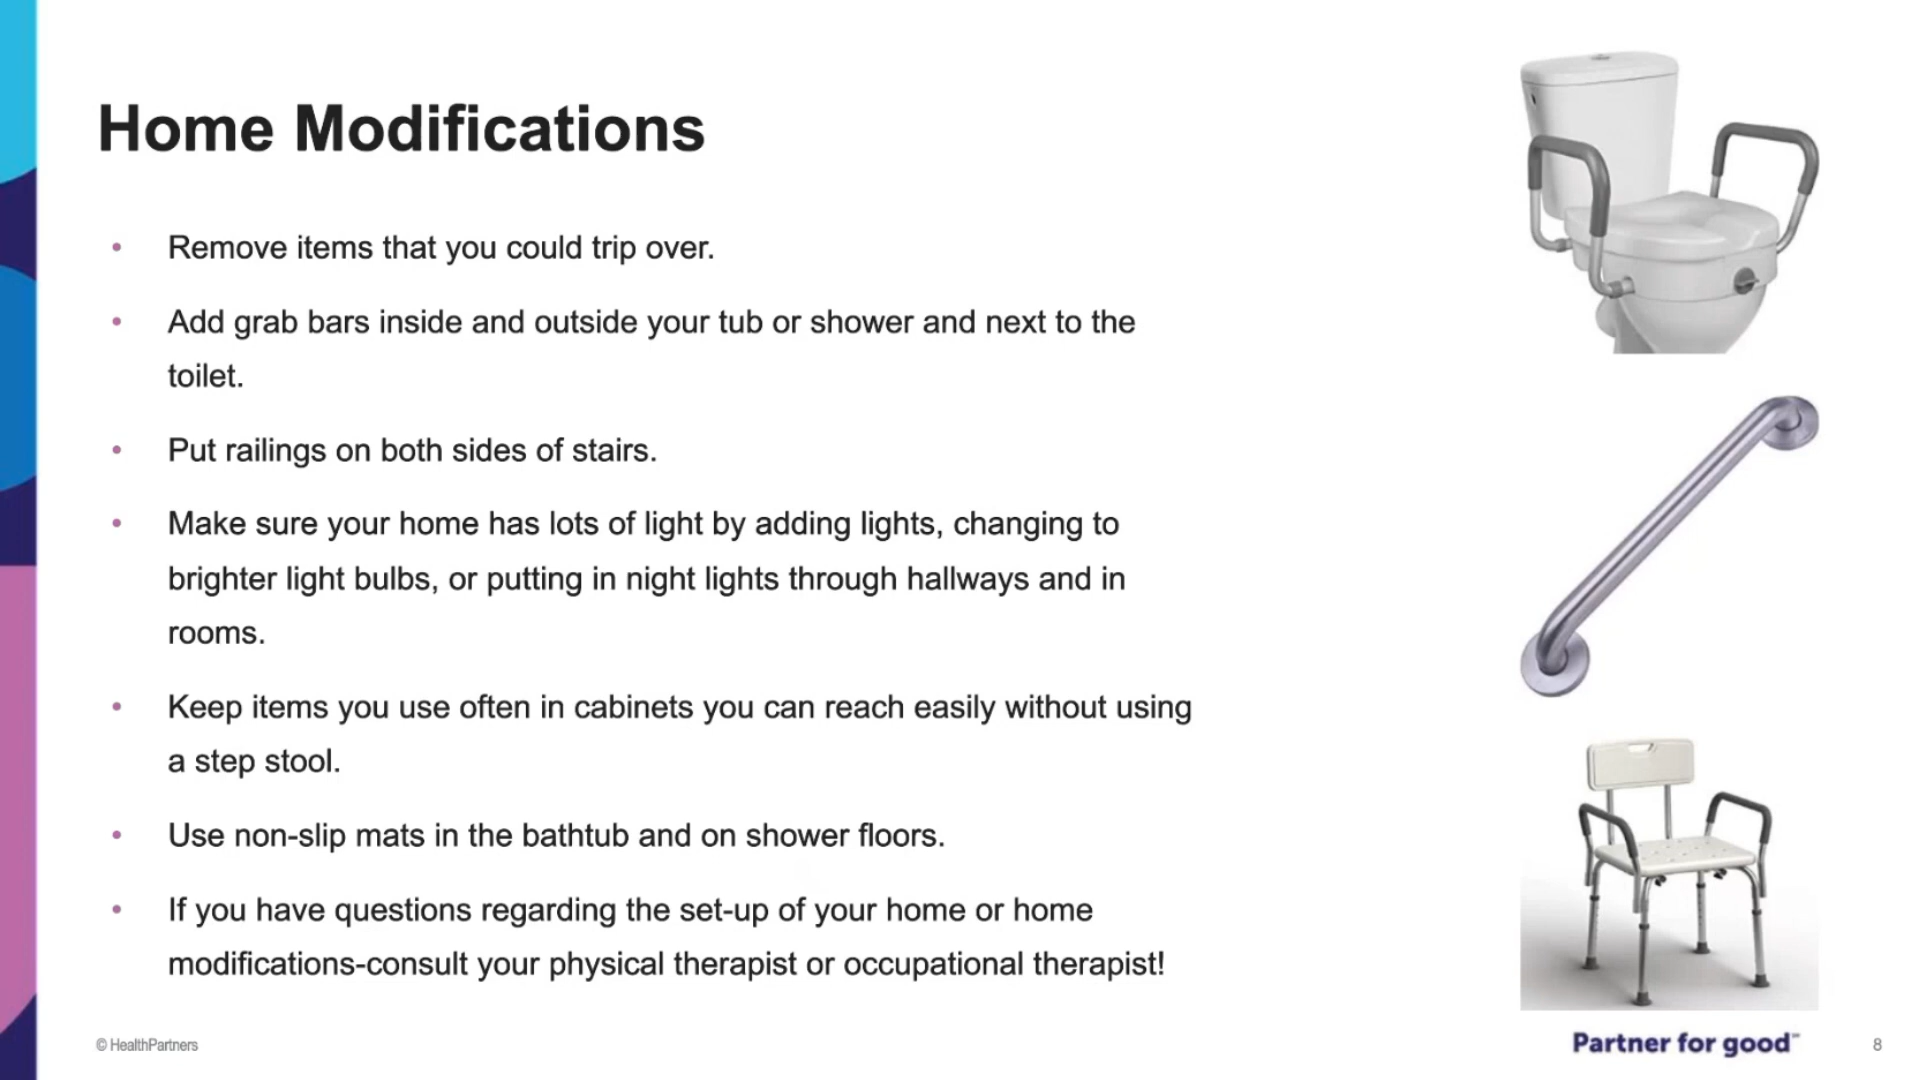 Home Modifications
• Remove items that you could trip over.
• Add grab bars inside and outside your tub or shower and next to the
toilet.
• Put railings on both sides of stairs.
• Make sure your home has lots of light by adding lights, changing to
brighter light bulbs, or putting in night lights through hallways and in
rooms.
• Keep items you use often in cabinets you can reach easily without using
a step stool.
• Use non-slip mats in the bathtub and on shower floors.
• If you have questions regarding the set-up of your home or home
modifications-consult your physical therapist or occupational therapist!
© HealthPartners
Partner for good℠
8